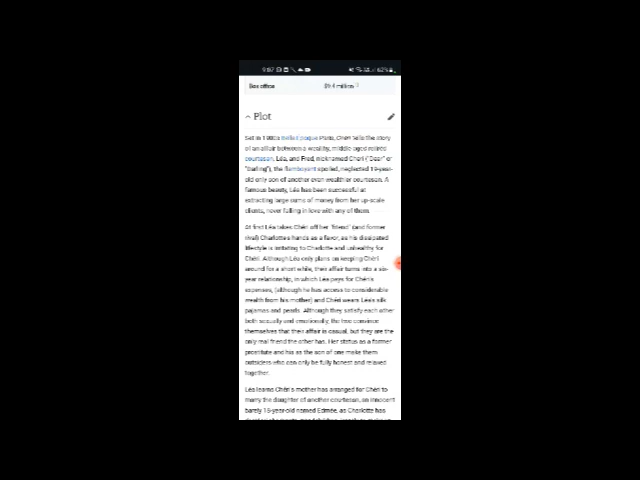 9:07
Box office $9.4 million
Plot
Set in 1900s Belle Époque Paris, Chéri tells the story
of an affair between a wealthy, middle-aged retired
courtesan, Léa, and Fred, nicknamed Chéri ("Dear" or
"Darling"), the flamboyant spoiled, neglected 19-year-
old only son of another even wealthier courtesan. A
famous beauty, Léa has been successful at
extracting large sums of money from her up-scale
clients, never falling in love with any of them.
At first Léa takes Chéri off her "friend" (and former
rival) Charlotte's hands as a favor, as his dissipated
lifestyle is irritating to Charlotte and unhealthy for
Chéri. Although Léa only plans on keeping Chéri
around for a short while, their affair turns into a six-
year relationship, in which Léa pays for Chéri's
expenses, (although he has access to considerable
wealth from his mother) and Chéri wears Léa's silk
pajamas and pearls. Although they satisfy each other
both sexually and emotionally, the two convince
themselves that their affair is casual, but they are the
only real friend the other has. Her status as a former
prostitute and his as the son of one make them
outsiders who can only be fully honest and relaxed
together.
Léa learns Chéri's mother has arranged for Chéri to
marry the daughter of another courtesan, an innocent
barely 18-year-old named Edmée, as Charlotte has